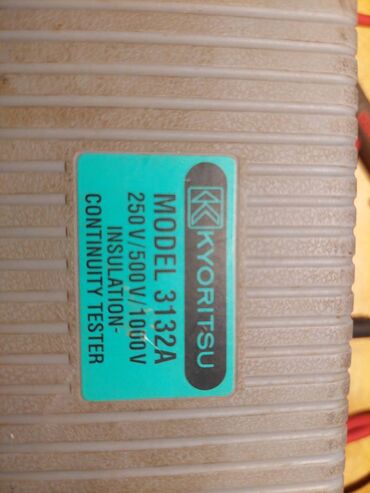 KYORITSU
MODEL 3132A
250V/500V/1000V
INSULATION-
CONTINUITY TESTER